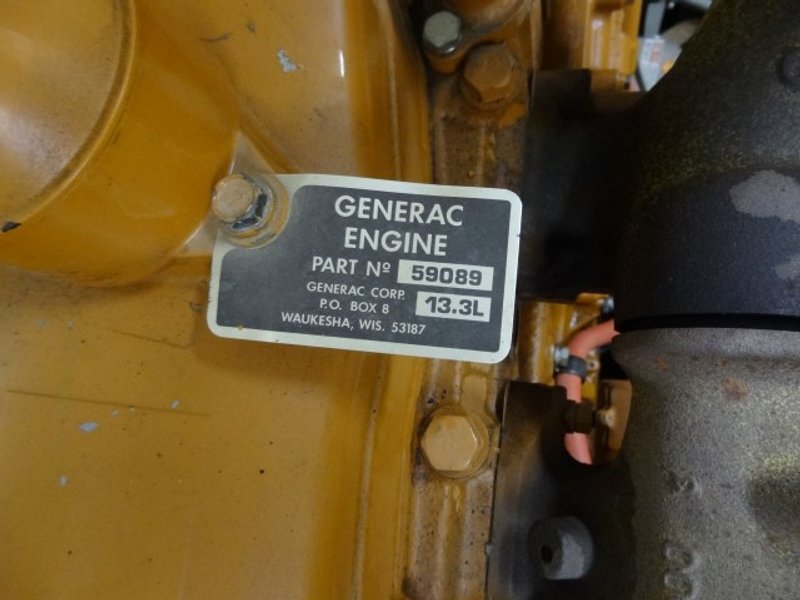 GENERAC
ENGINE
PART Nº 59089
GENERAC CORP. 13.3L
P.O. BOX 8
WAUKESHA, WIS. 53187